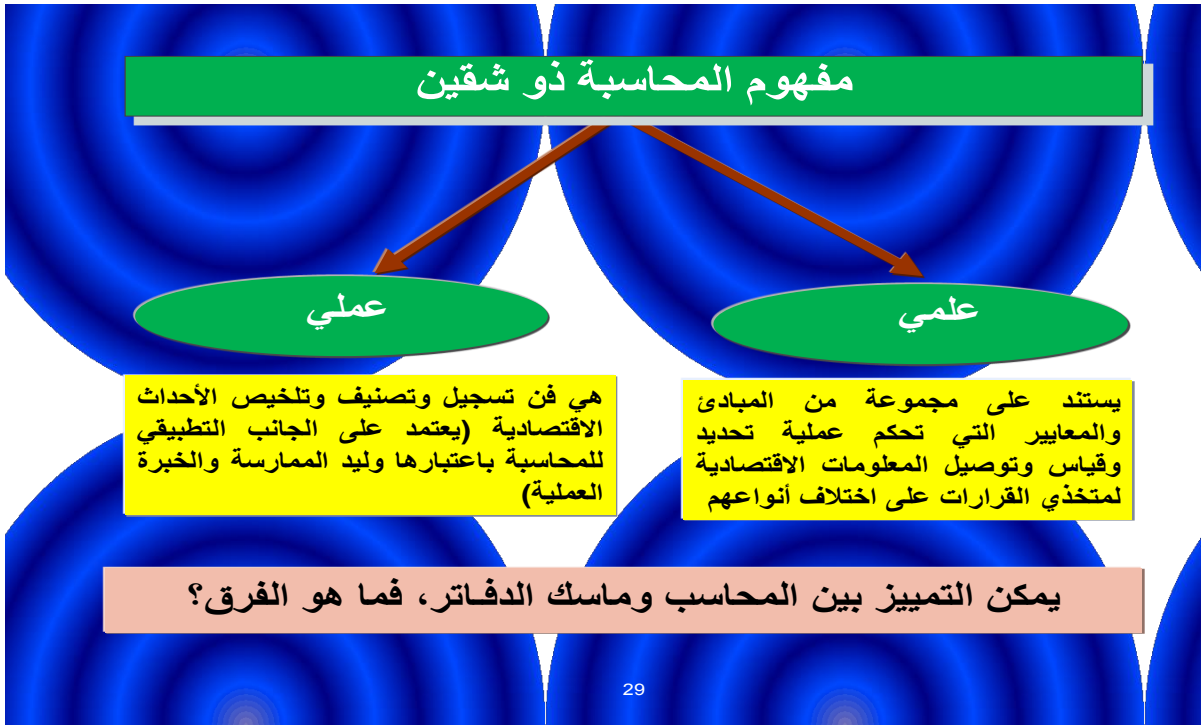 مفهوم المحاسبة ذو شقين
علمي
عملي
يستند على مجموعة من المبادئ
والمعايير التي تحكم عملية تحديد
وقياس وتوصيل المعلومات الاقتصادية
لمتخذي القرارات على اختلاف أنواعهم
هي فن تسجيل وتصنيف وتلخيص الأحداث
الاقتصادية (يعتمد على الجانب التطبيقي
للمحاسبة باعتبارها وليد الممارسة والخبرة
العملية)
يمكن التمييز بين المحاسب وماسك الدفاتر، فما هو الفرق؟
29